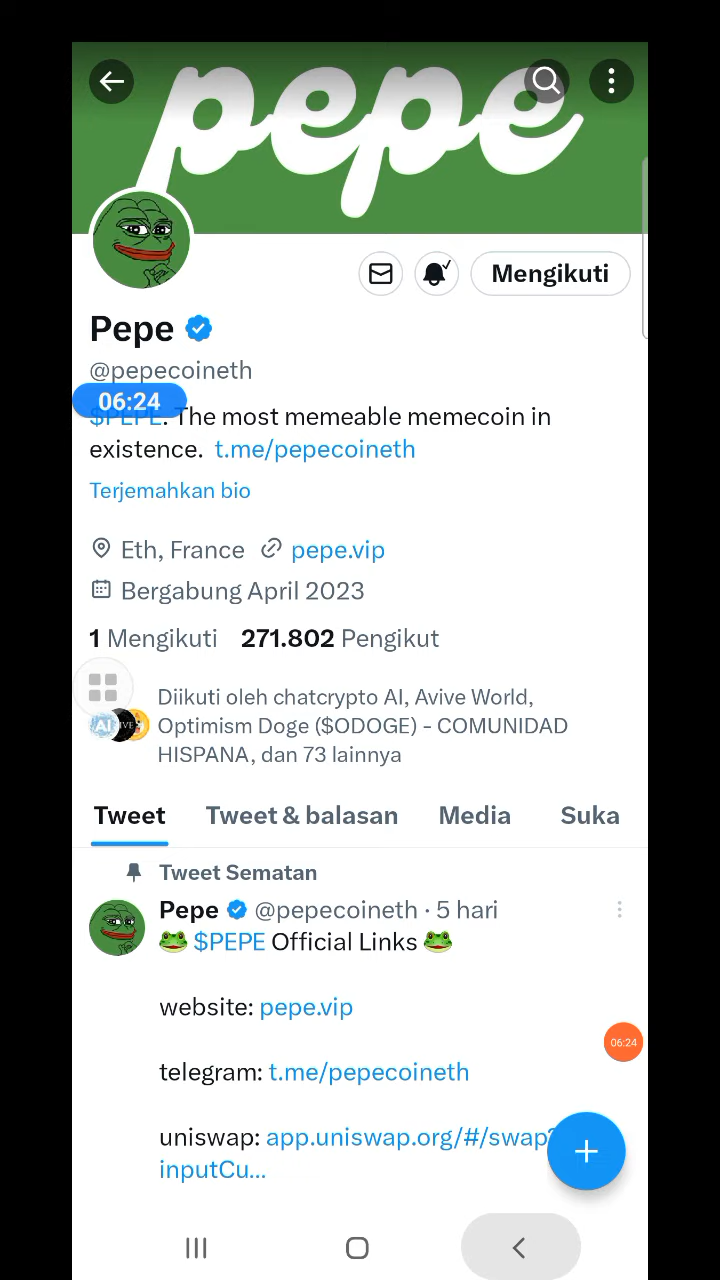 pepe
Mengikuti
Pepe
@pepecoineth
06:24
$PEPE. The most memeable memecoin in
existence. t.me/pepecoineth
Terjemahkan bio
Eth, France pepe.vip
Bergabung April 2023
1 Mengikuti 271.802 Pengikut
Diikuti oleh chatcrypto AI, Avive World,
AI IVE Optimism Doge ($ODOGE) - COMUNIDAD
HISPANA, dan 73 lainnya
Tweet Tweet & balasan Media Suka
Tweet Sematan
Pepe @pepecoineth · 5 hari
🐸 $PEPE Official Links 🐸
website: pepe.vip
06:24
telegram: t.me/pepecoineth
uniswap: app.uniswap.org/#/swap?
inputCu...